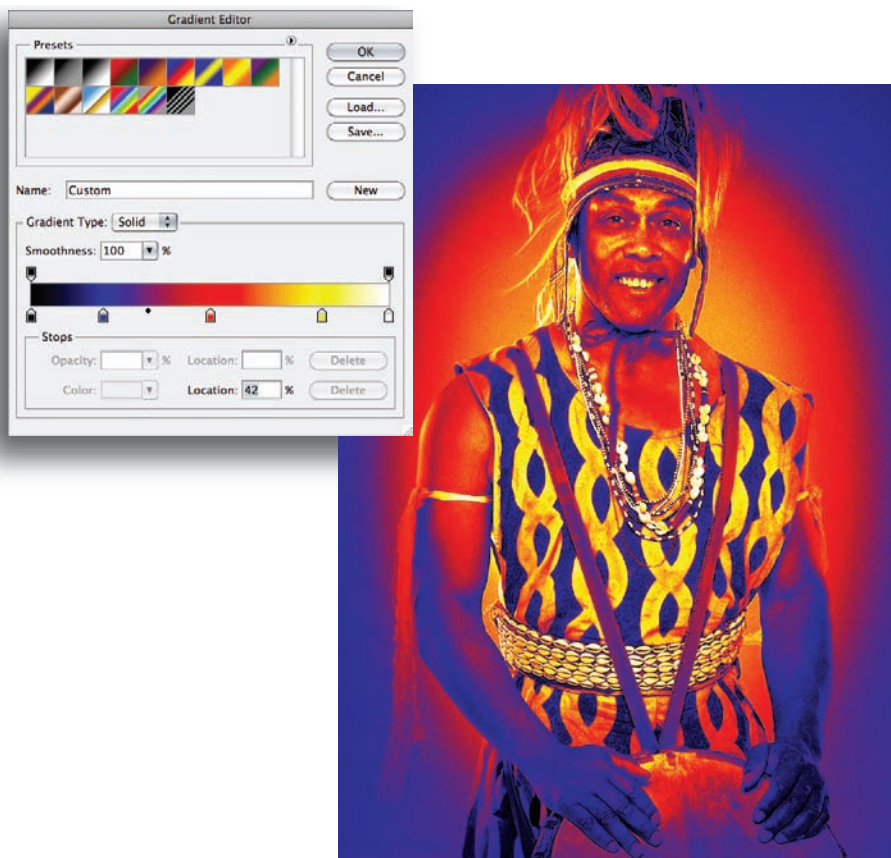 Gradient Editor
Presets
OK
Cancel
Load...
Save...
Name: Custom
New
Gradient Type: Solid
Smoothness: 100 %
Stops
Opacity: % Location: % Delete
Color: Location: 42 % Delete